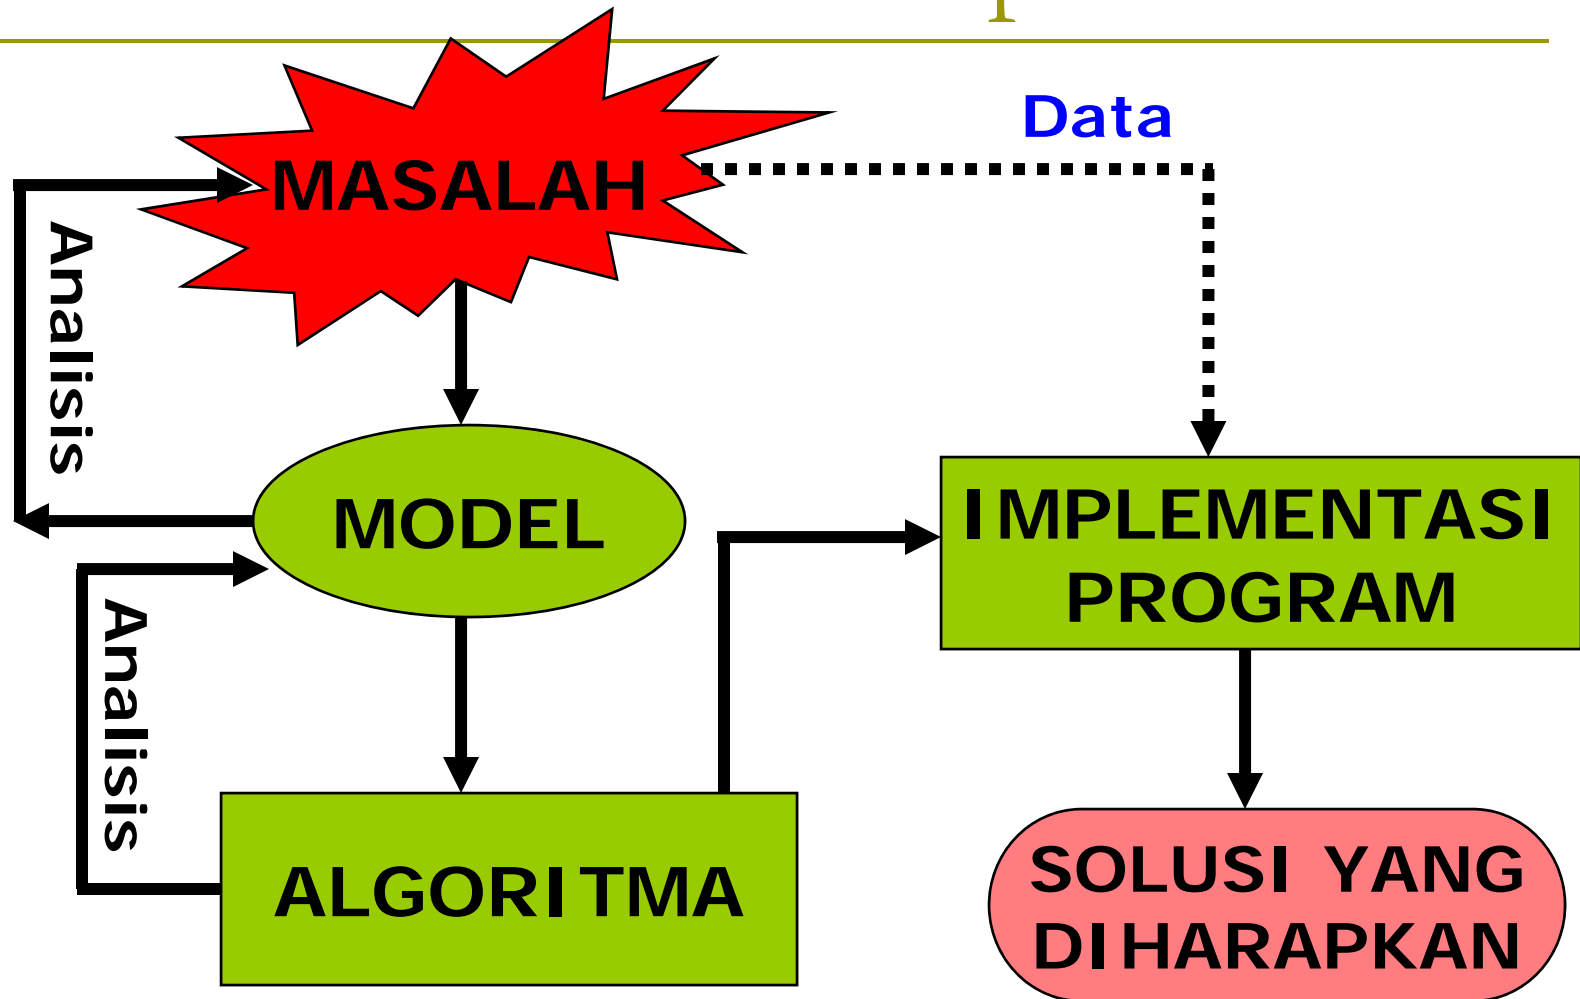 Data
MASALAH
Analisis
MODEL
IMPLEMENTASI
PROGRAM
Analisis
ALGORITMA
SOLUSI YANG
DIHARAPKAN